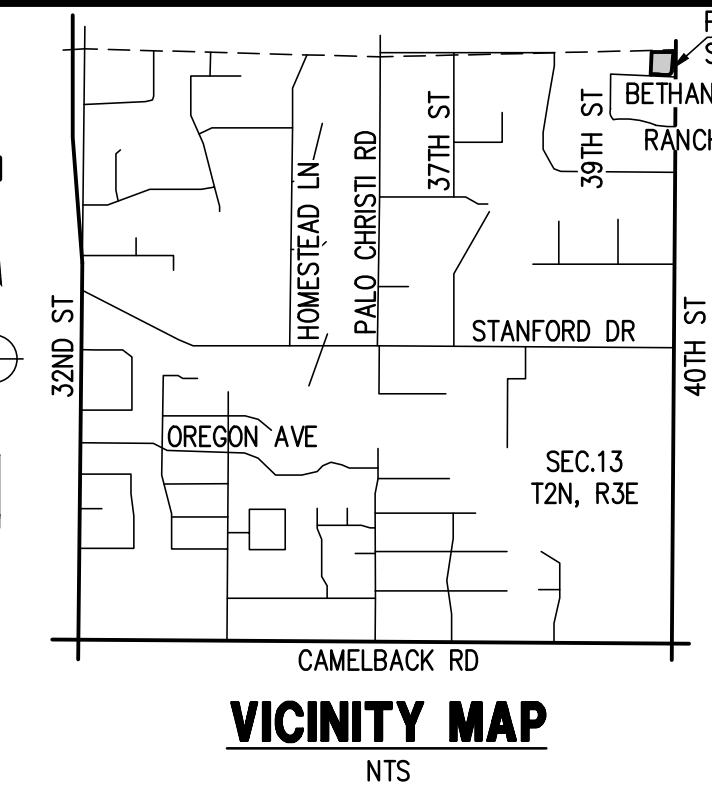 BETHAN
RANCH
37TH ST
39TH ST
HOMESTEAD LN
PALO CHRISTI RD
32ND ST
STANFORD DR
40TH ST
OREGON AVE
SEC.13
T2N, R3E
CAMELBACK RD
VICINITY MAP
NTS